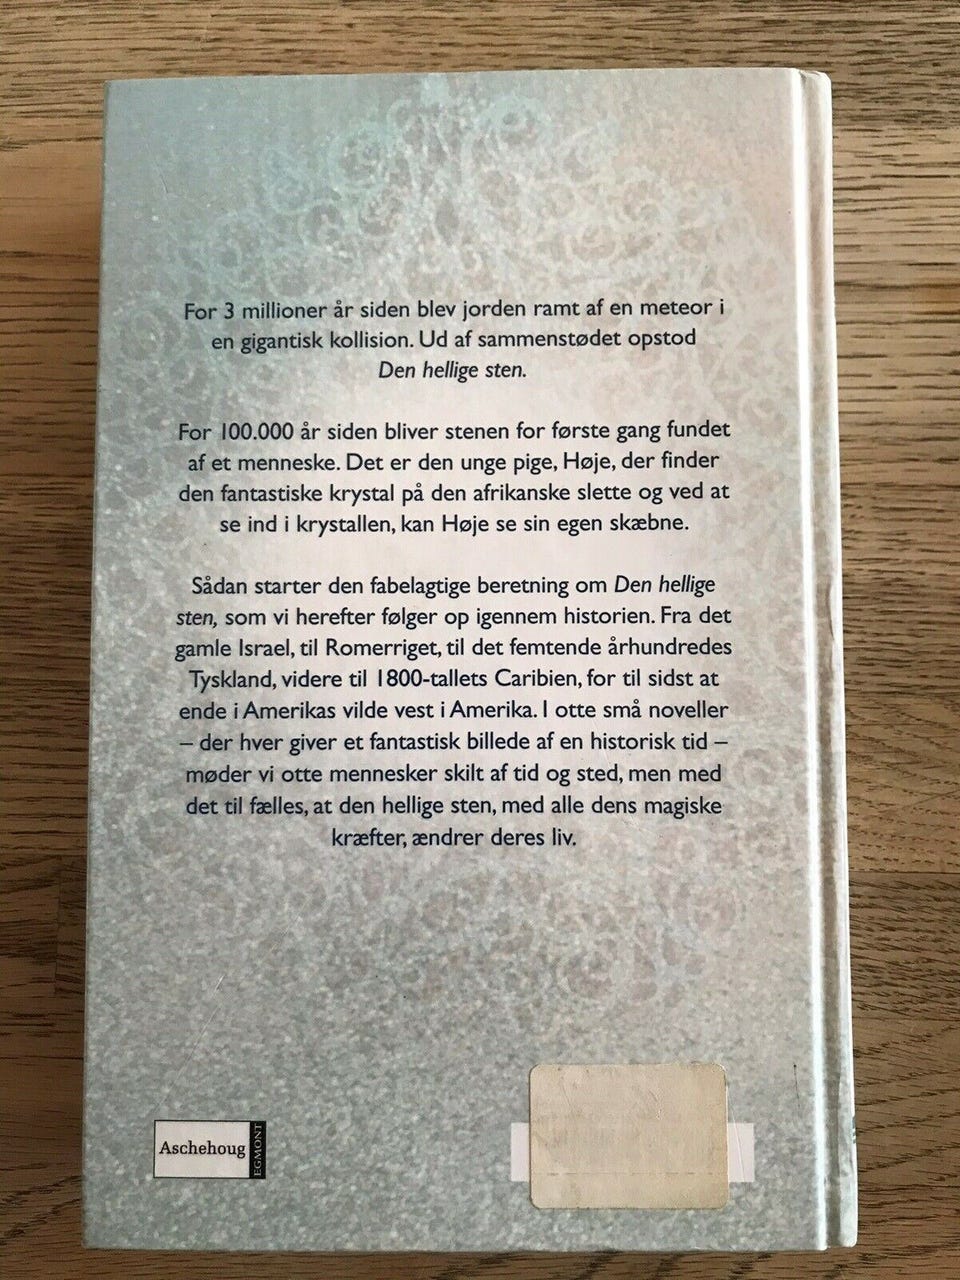 For 3 millioner år siden blev jorden ramt af en meteor i
en gigantisk kollision. Ud af sammenstødet opstod
Den hellige sten.
For 100.000 år siden bliver stenen for første gang fundet
af et menneske. Det er den unge pige, Høje, der finder
den fantastiske krystal på den afrikanske slette og ved at
se ind i krystallen, kan Høje se sin egen skæbne.
Sådan starter den fabelagtige beretning om Den hellige
sten, som vi herefter følger op igennem historien. Fra det
gamle Israel, til Romerriget, til det femtende århundredes
Tyskland, videre til 1800-tallets Caribien, for til sidst at
ende i Amerikas vilde vest i Amerika. I otte små noveller
– der hver giver et fantastisk billede af en historisk tid –
møder vi otte mennesker skilt af tid og sted, men med
det til fælles, at den hellige sten, med alle dens magiske
kræfter, ændrer deres liv.
Aschehoug
EGMONT